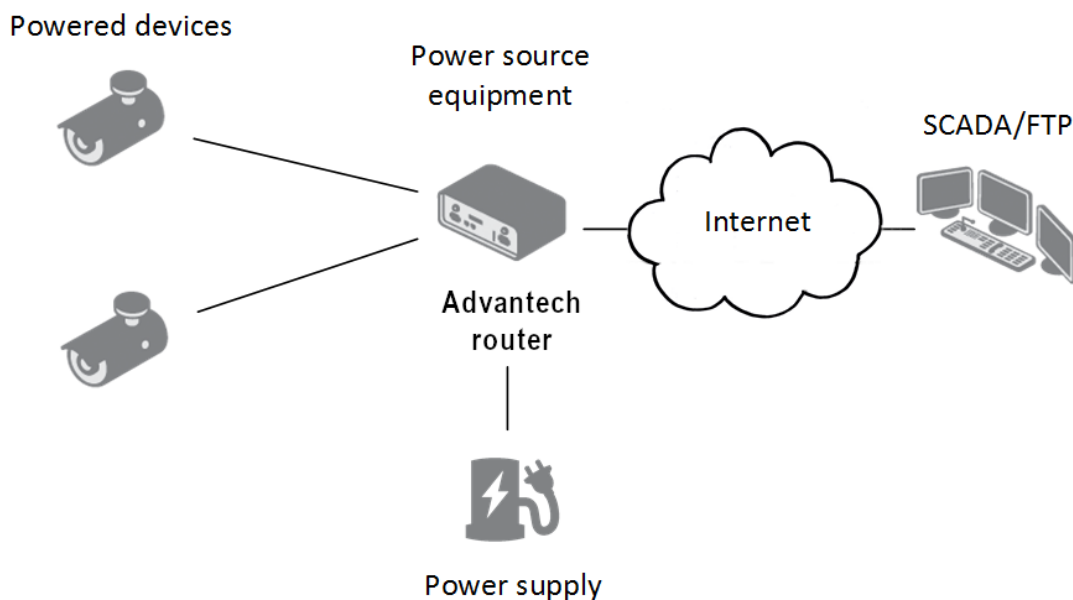 Powered devices
Power source
equipment
SCADA/FTP
Internet
Advantech
router
Power supply